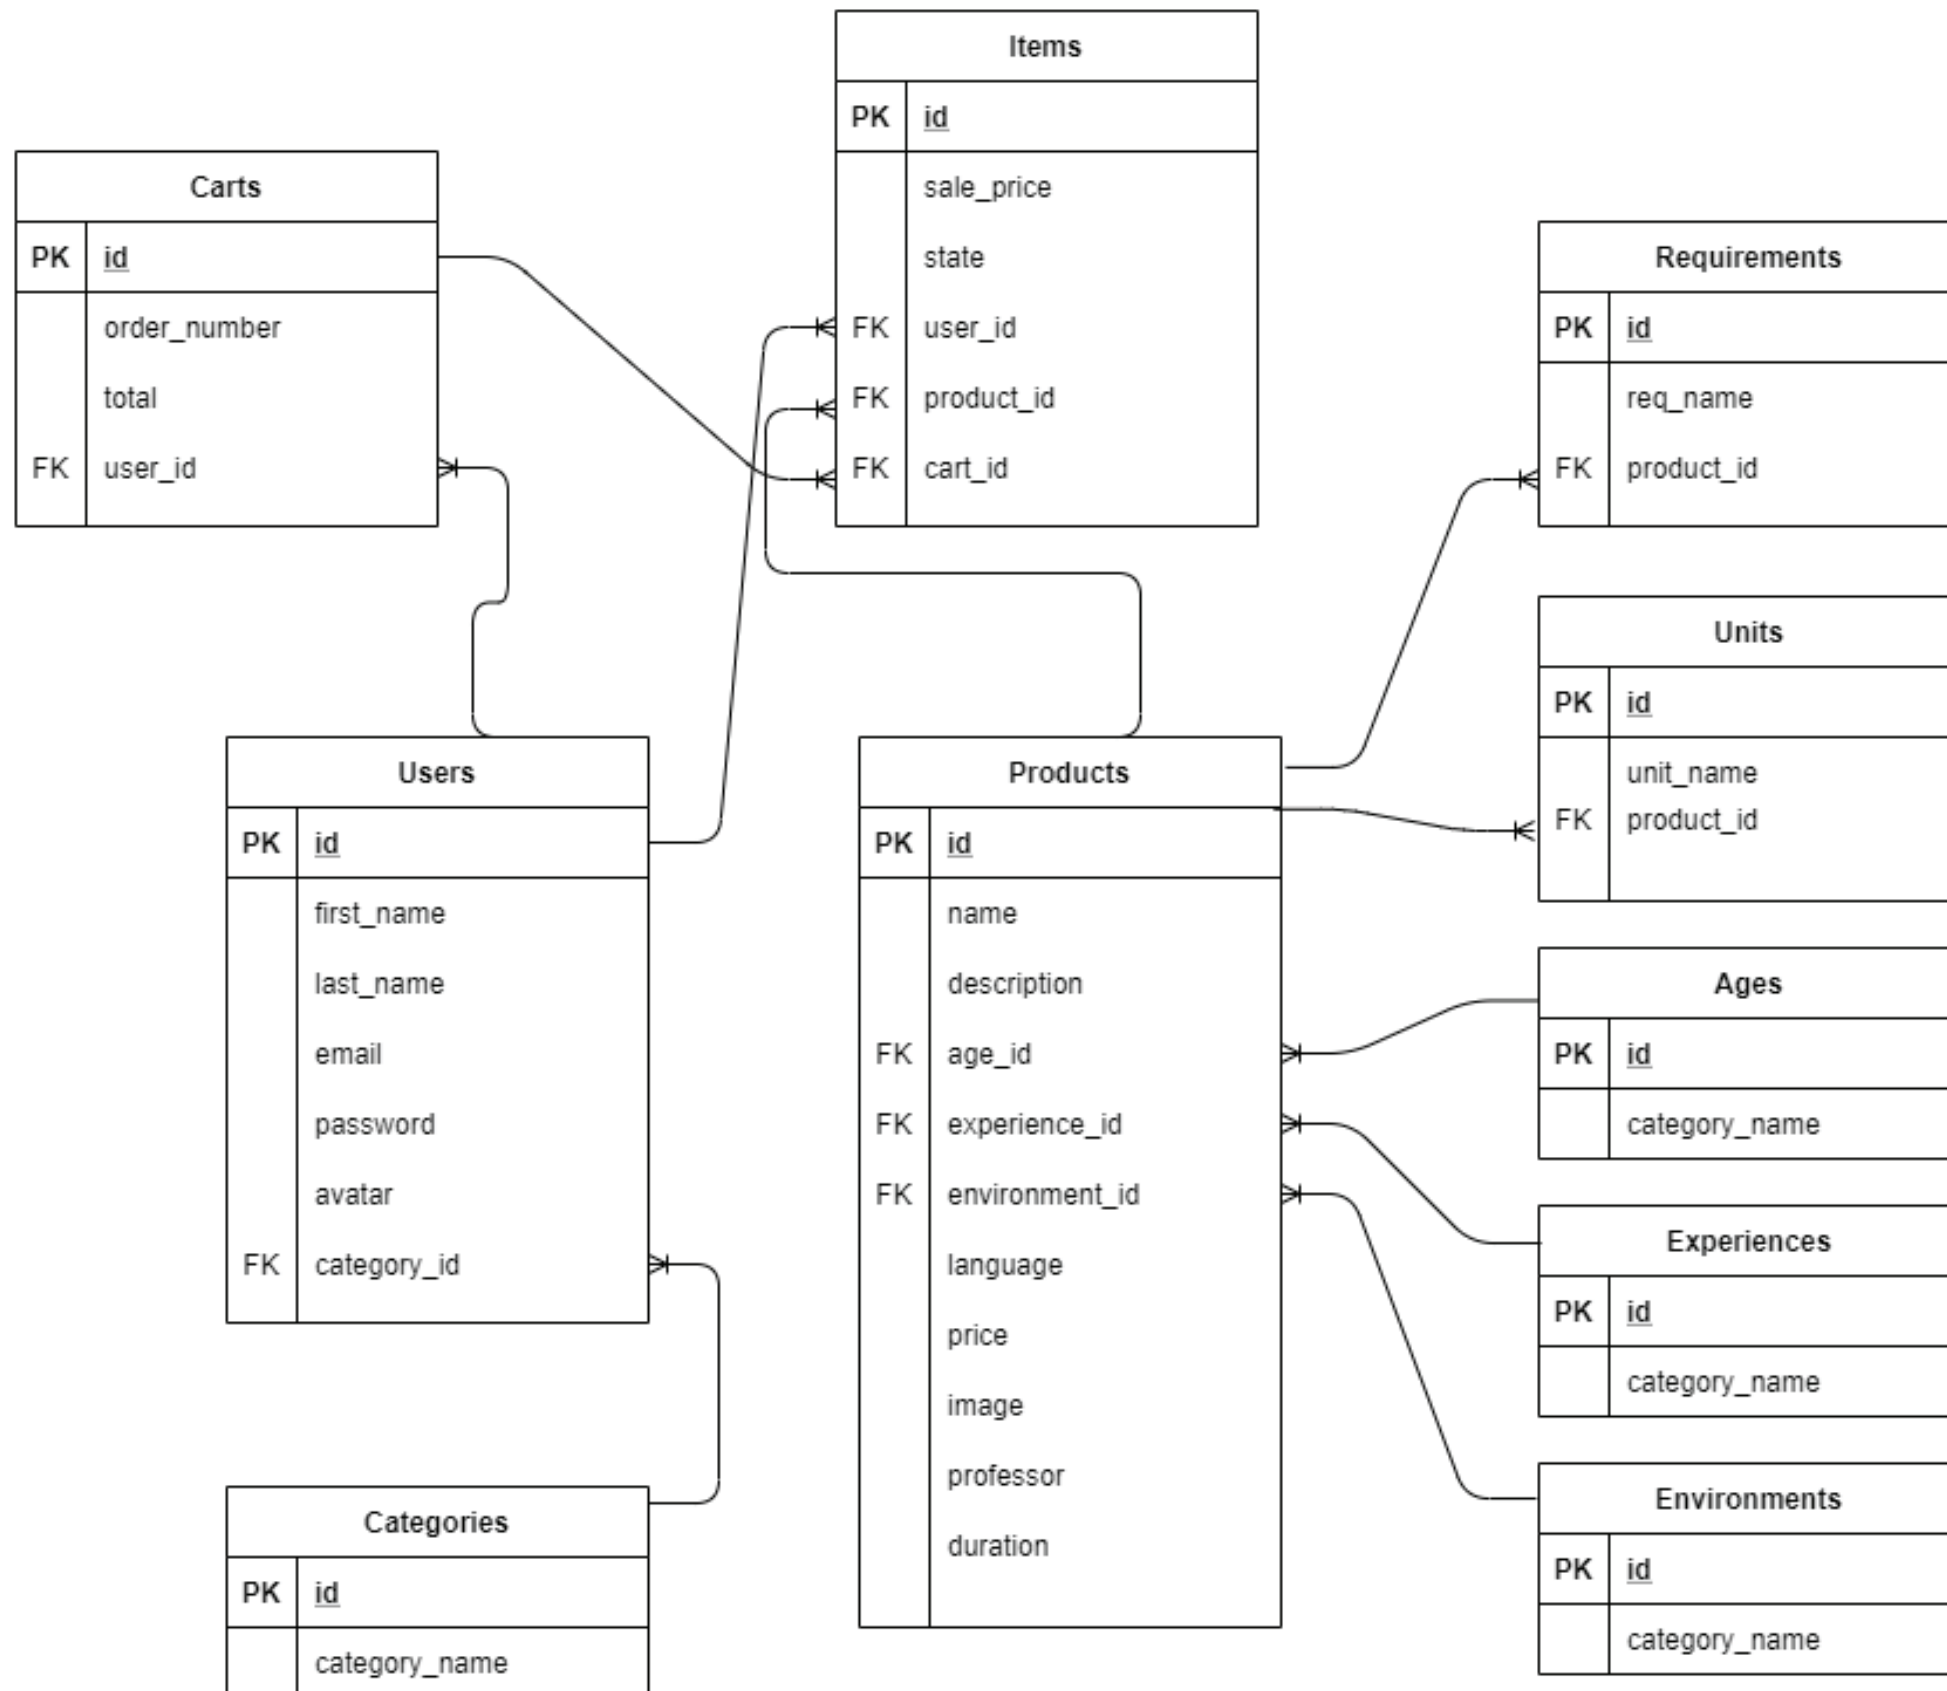 Items
PK id
sale_price
state
FK user_id
FK product_id
FK cart_id
Carts
PK id
order_number
total
FK user_id
Requirements
PK id
req_name
FK product_id
Units
PK id
unit_name
FK product_id
Users
PK id
first_name
last_name
email
password
avatar
FK category_id
Products
PK id
name
description
FK age_id
FK experience_id
FK environment_id
language
price
image
professor
duration
Ages
PK id
category_name
Experiences
PK id
category_name
Environments
PK id
category_name
Categories
PK id
category_name